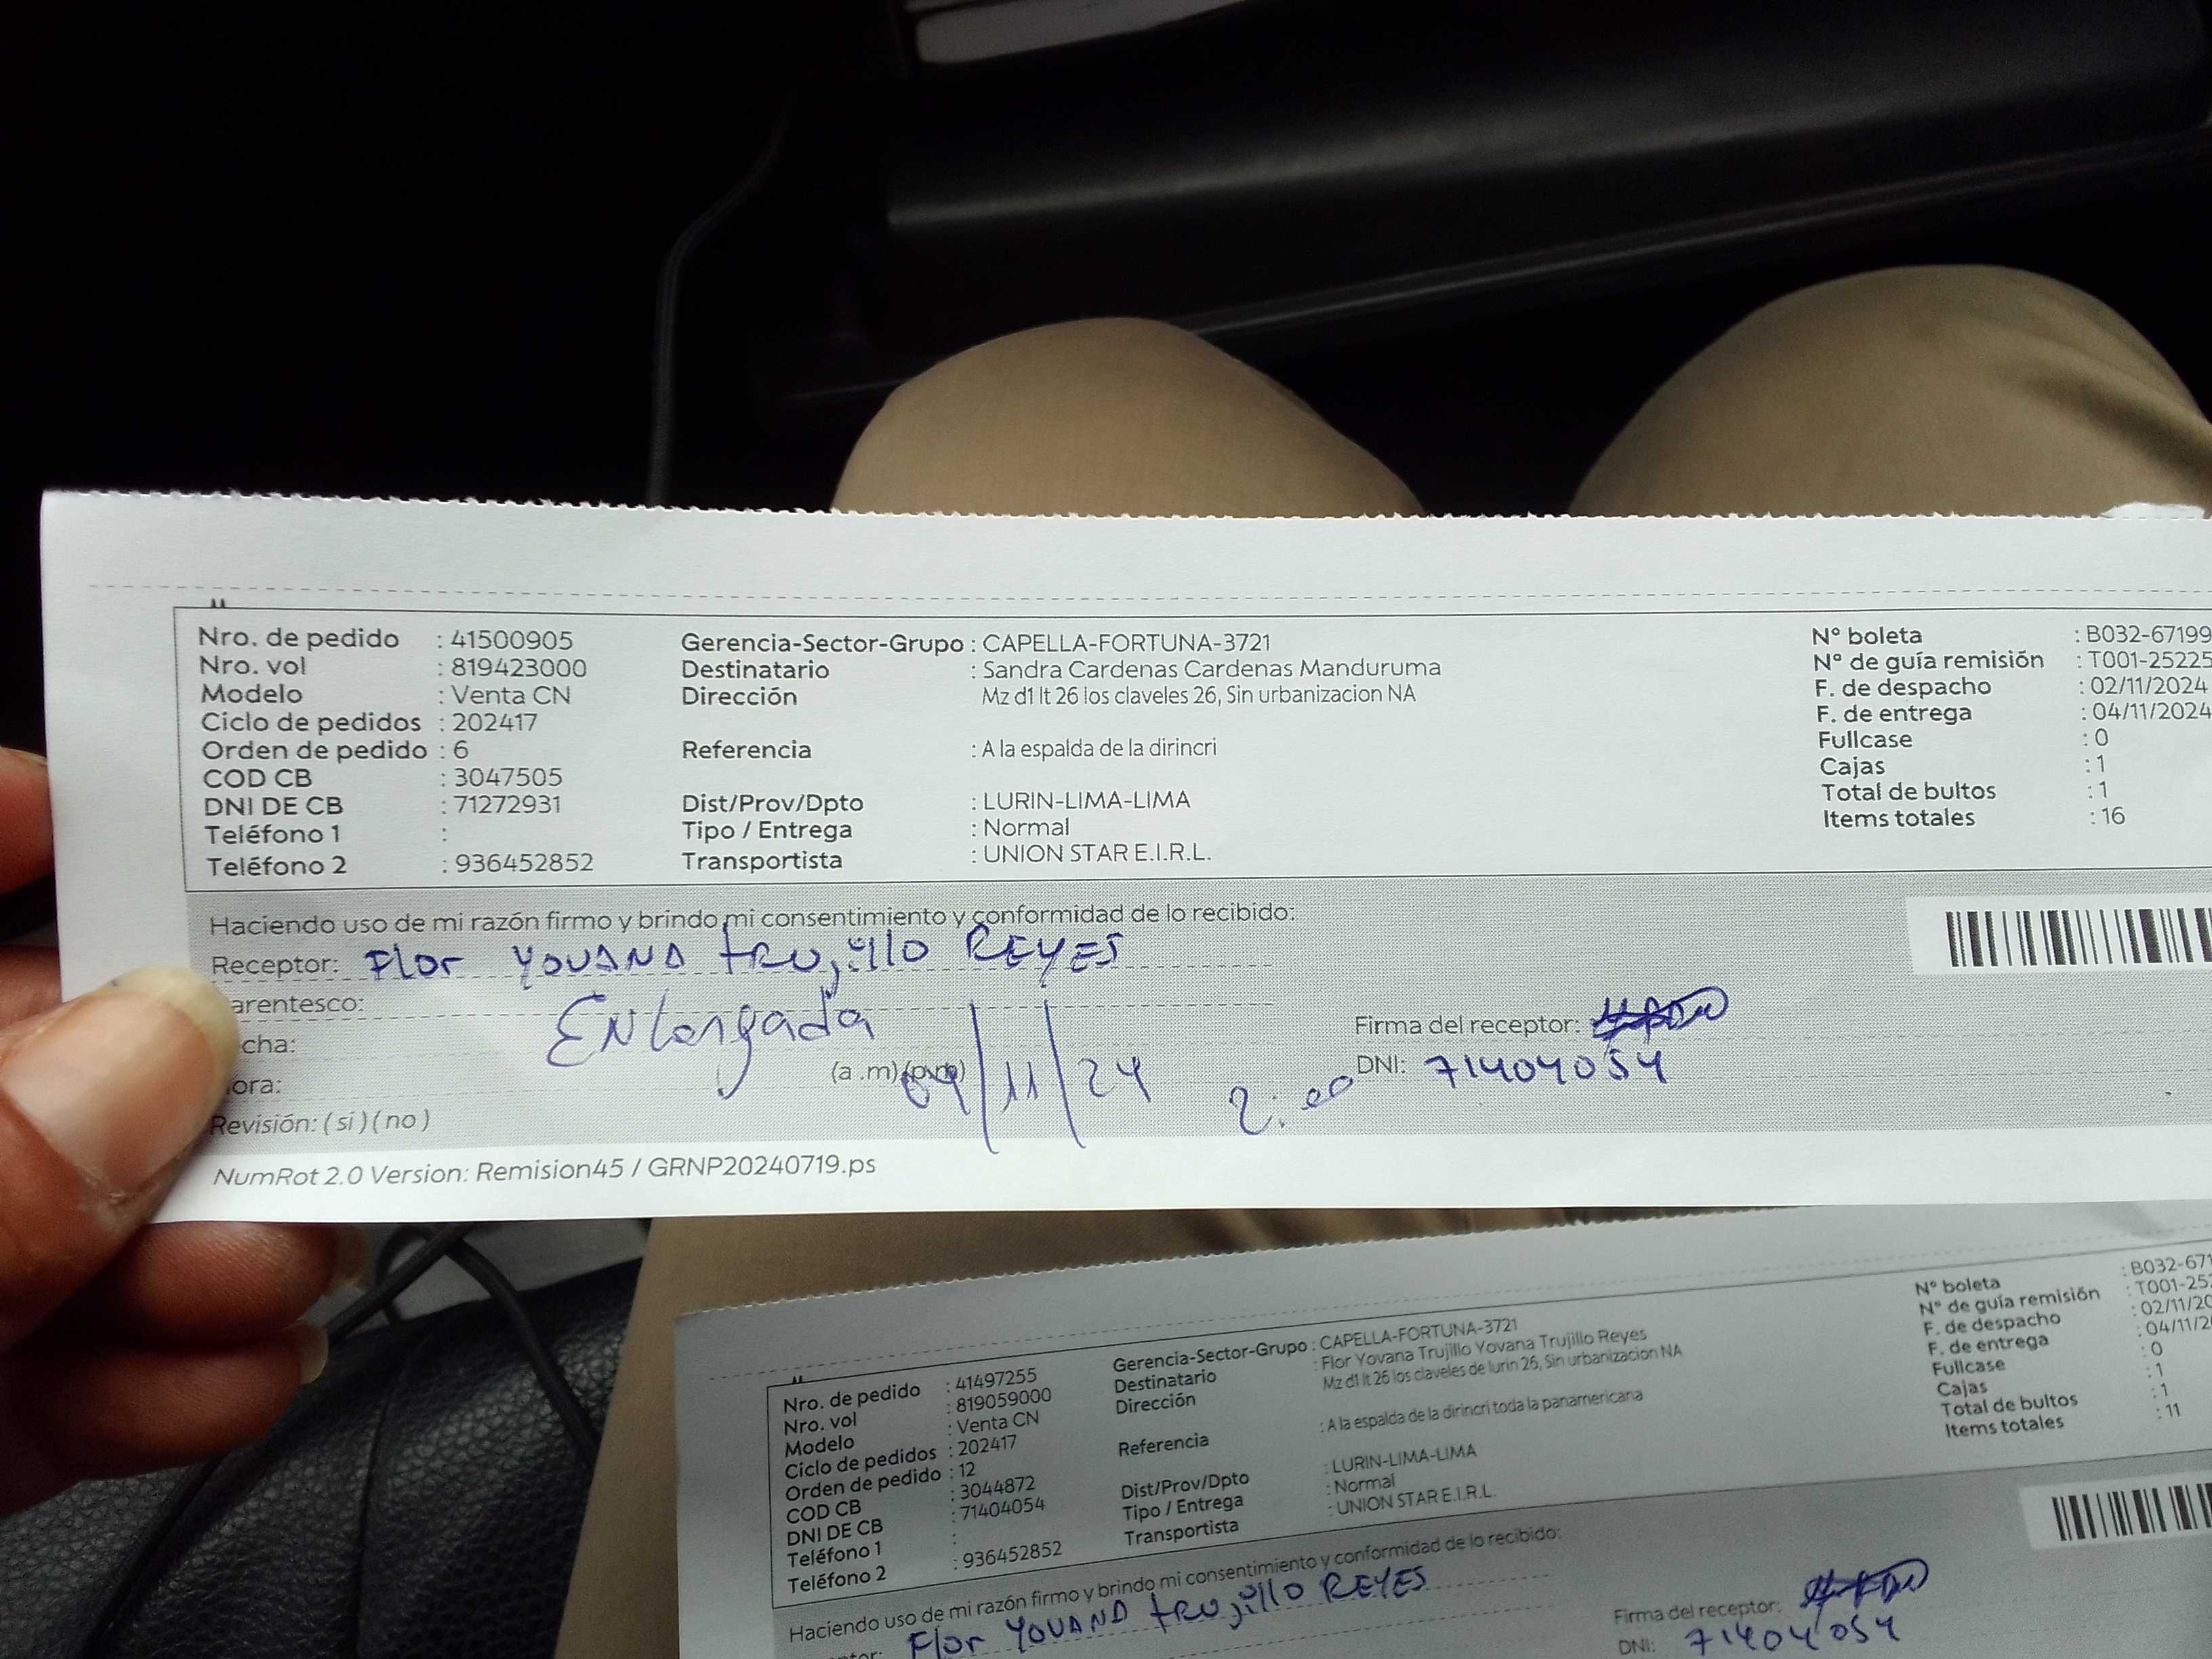 Nro. de pedido : 41500905
Nro. vol : 819423000
Modelo : Venta CN
Ciclo de pedidos : 202417
Orden de pedido : 6
COD CB : 3047505
DNI DE CB : 71272931
Teléfono 1 :
Teléfono 2 : 936452852
Gerencia-Sector-Grupo : CAPELLA-FORTUNA-3721
Destinatario : Sandra Cardenas Cardenas Manduruma
Dirección Mz d1 lt 26 los claveles 26, Sin urbanizacion NA
Referencia : A la espalda de la dirincri
Dist/Prov/Dpto : LURIN-LIMA-LIMA
Tipo / Entrega : Normal
Transportista : UNION STAR E.I.R.L.
N° boleta : B032-67199
N° de guía remisión : T001-25225
F. de despacho : 02/11/2024
F. de entrega : 04/11/2024
Fullcase : 0
Cajas : 1
Total de bultos : 1
Items totales : 16
Haciendo uso de mi razón firmo y brindo mi consentimiento y conformidad de lo recibido:
Receptor: Flor YOVANA trujillo REYES
arentesco: Encargada
cha: 04/11/24
ora: (a .m) (p.m) 2:00
Revisión: ( sí ) ( no )
Firma del receptor:
DNI: 71404054
NumRot 2.0 Version: Remision45 / GRNP20240719.ps
Nro. de pedido : 41497255
Nro. vol : 819059000
Modelo : Venta CN
Ciclo de pedidos : 202417
Orden de pedido : 12
COD CB : 3044872
DNI DE CB : 71404054
Teléfono 1 :
Teléfono 2 : 936452852
Gerencia-Sector-Grupo : CAPELLA-FORTUNA-3721
Destinatario : Flor Yovana Trujillo Yovana Trujillo Reyes
Dirección Mz d1 lt 26 los claveles de lurin 26, Sin urbanizacion NA
Referencia : A la espalda de la dirincri toda la panamericana
Dist/Prov/Dpto : LURIN-LIMA-LIMA
Tipo / Entrega : Normal
Transportista : UNION STAR E.I.R.L.
N° boleta : B032-671
N° de guía remisión : T001-252
F. de despacho : 02/11/20
F. de entrega : 04/11/2
Fullcase : 0
Cajas : 1
Total de bultos : 1
Items totales : 11
Haciendo uso de mi razón firmo y brindo mi consentimiento y conformidad de lo recibido:
ptor: Flor YOVANA trujillo REYES
Firma del receptor:
DNI: 71404054